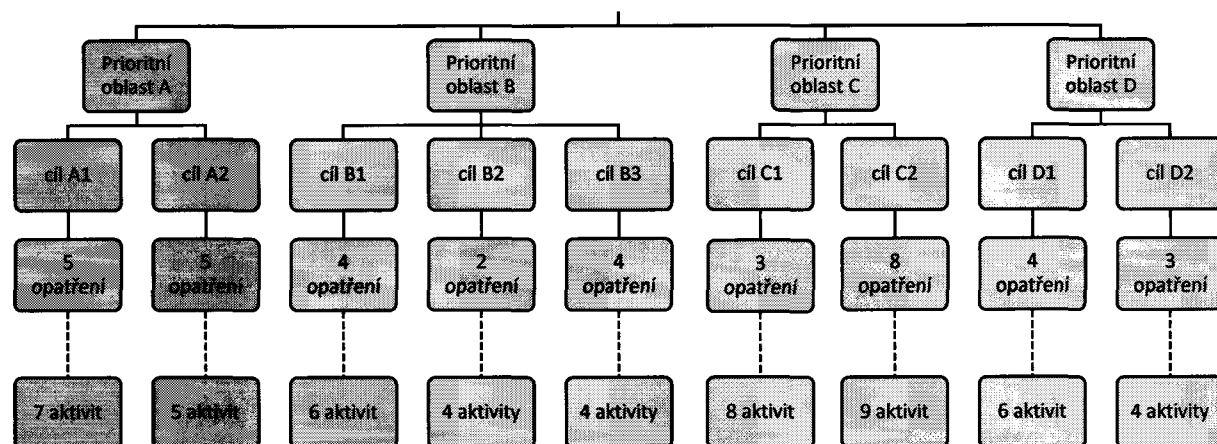 Prioritní
oblast A
Prioritní
oblast B
Prioritní
oblast C
Prioritní
oblast D
cíl A1
cíl A2
cíl B1
cíl B2
cíl B3
cíl C1
cíl C2
cíl D1
cíl D2
5
opatření
5
opatření
4
opatření
2
opatření
4
opatření
3
opatření
8
opatření
4
opatření
3
opatření
7 aktivit
5 aktivit
6 aktivit
4 aktivity
4 aktivity
8 aktivit
9 aktivit
6 aktivit
4 aktivity